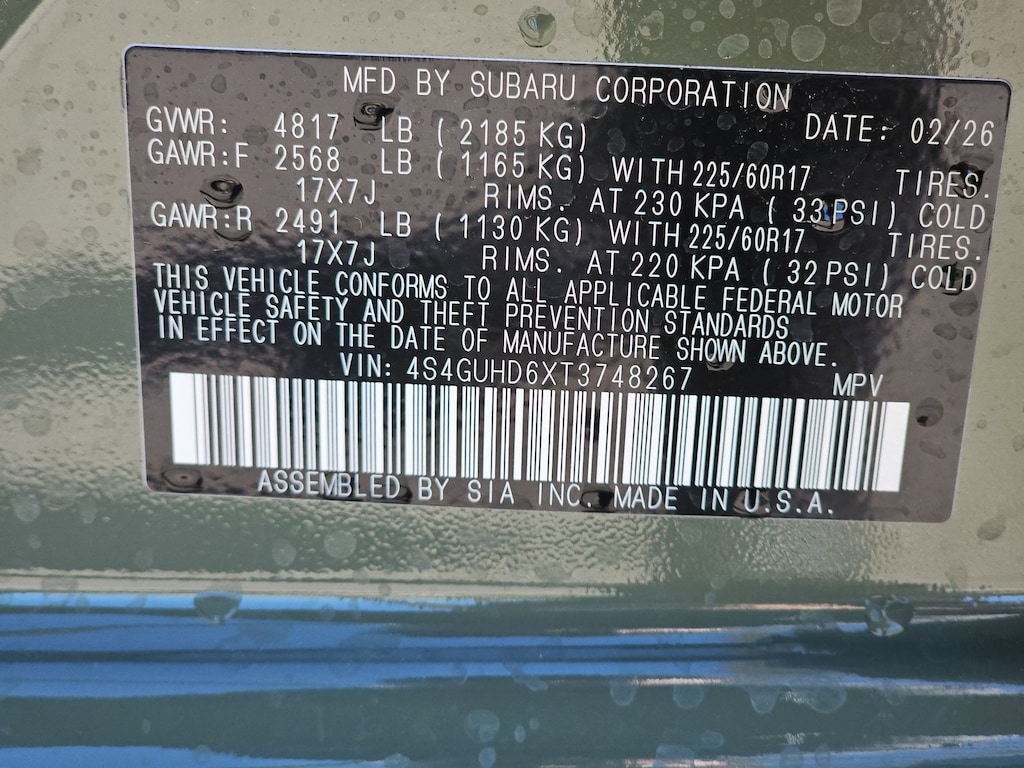 MFD BY SUBARU CORPORATION
GVWR: 4817 LB ( 2185 KG) DATE: 02/26
GAWR:F 2568 LB ( 1165 KG) WITH 225/60R17 TIRES.
17X7J RIMS. AT 230 KPA ( 33 PSI) COLD
GAWR:R 2491 LB ( 1130 KG) WITH 225/60R17 TIRES.
17X7J RIMS. AT 220 KPA ( 32 PSI) COLD
THIS VEHICLE CONFORMS TO ALL APPLICABLE FEDERAL MOTOR
VEHICLE SAFETY AND THEFT PREVENTION STANDARDS
IN EFFECT ON THE DATE OF MANUFACTURE SHOWN ABOVE.
VIN: 4S4GUHD6XT3748267 MPV
ASSEMBLED BY SIA INC. MADE IN U.S.A.